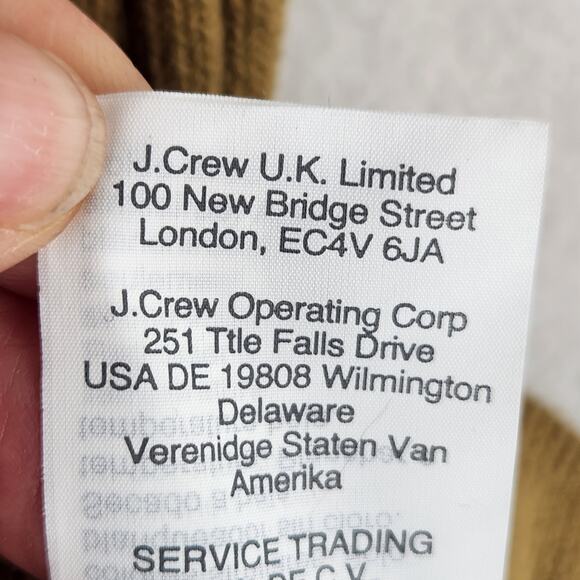 J.Crew U.K. Limited
100 New Bridge Street
London, EC4V 6JA
J.Crew Operating Corp
251 Ttle Falls Drive
USA DE 19808 Wilmington
Delaware
Verenidge Staten Van
Amerika
SERVICE TRADING
DE C.V.